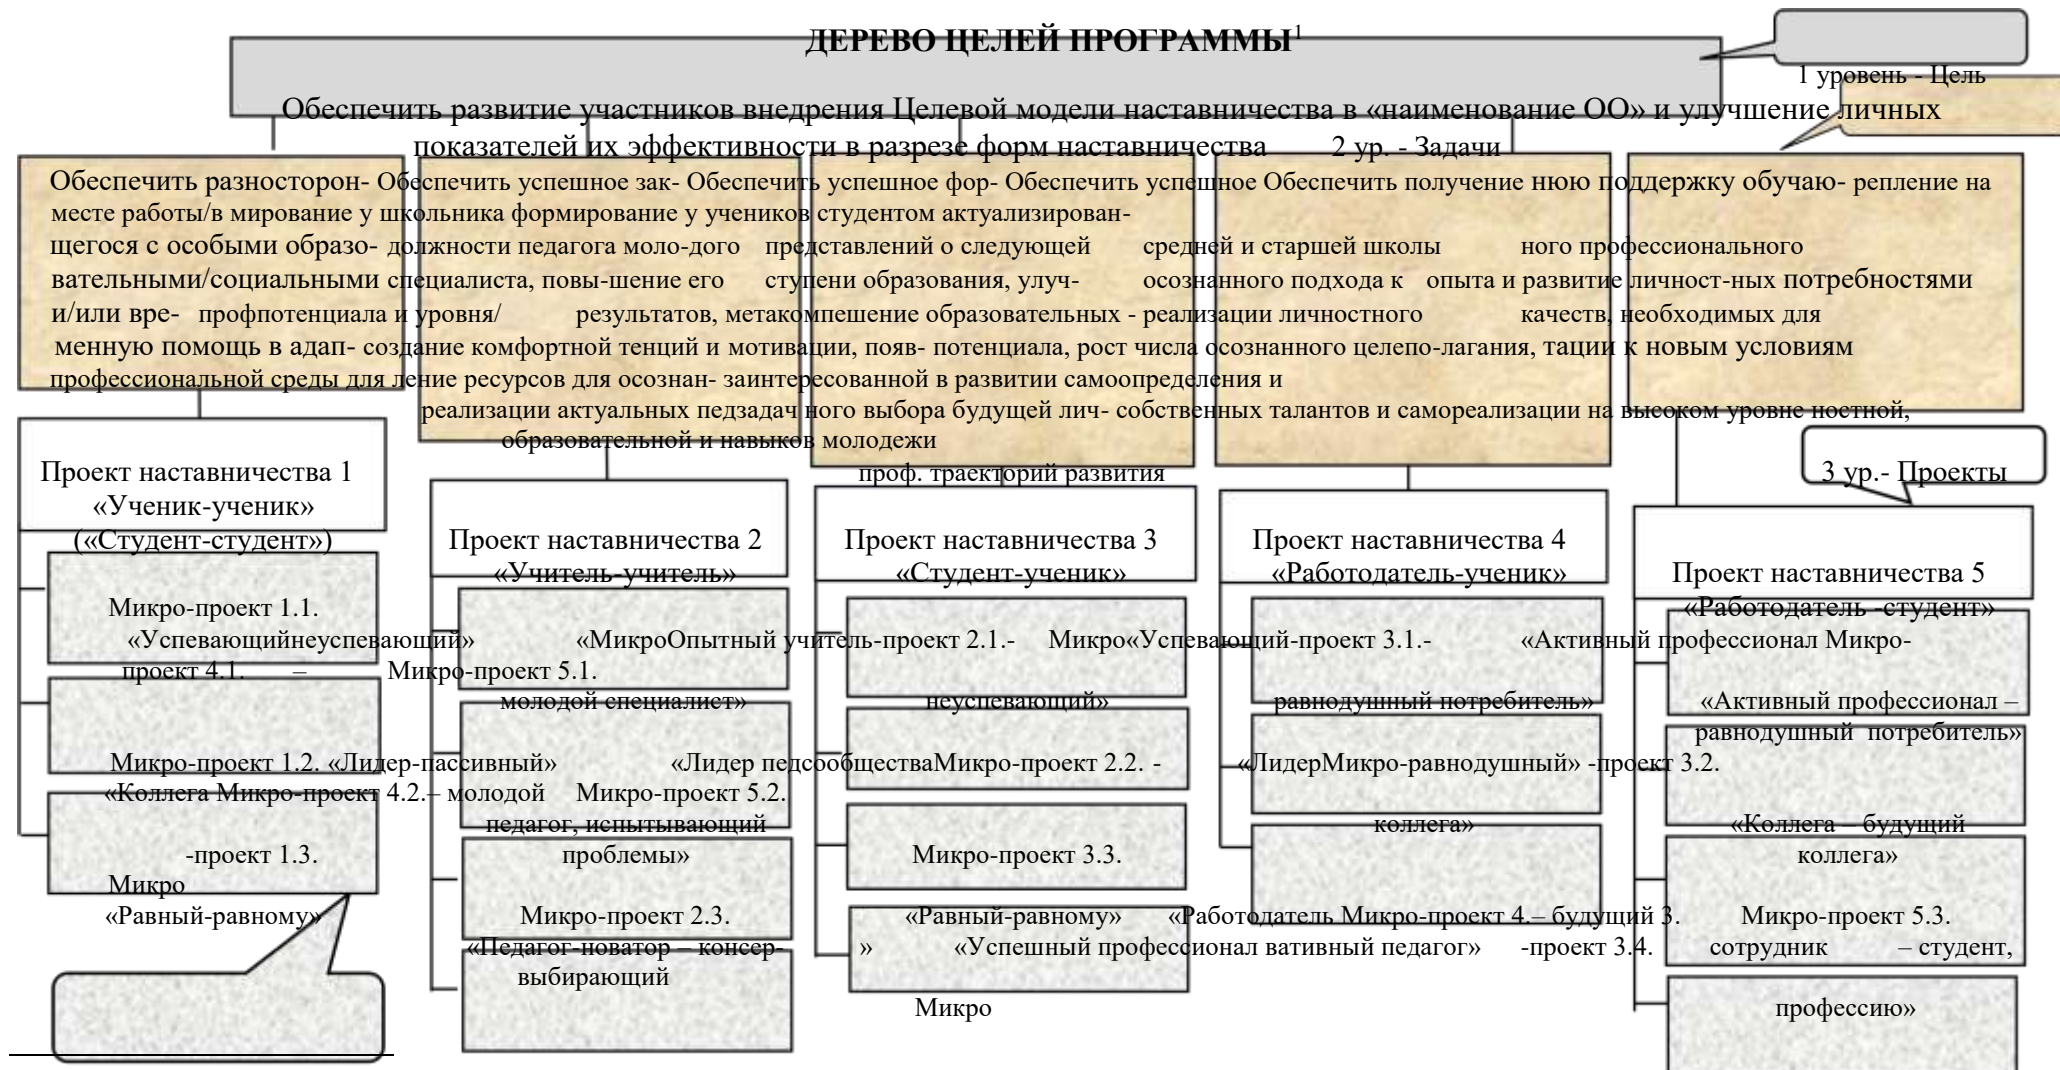 ДЕРЕВО ЦЕЛЕЙ ПРОГРАММЫ1
1 уровень - Цель
Обеспечить развитие участников внедрения Целевой модели наставничества в «наименование ОО» и улучшение личных
показателей их эффективности в разрезе форм наставничества 2 ур. - Задачи
Обеспечить разносторон- Обеспечить успешное зак- Обеспечить успешное фор- Обеспечить успешное Обеспечить получение нюю поддержку обучаю- репление на
месте работы/в мирование у школьника формирование у учеников студентом актуализирован-
щегося с особыми образо- должности педагога моло-дого представлений о следующей средней и старшей школы ного профессионального
вательными/социальными специалиста, повы-шение его ступени образования, улуч- осознанного подхода к опыта и развитие личност-ных потребностями
и/или вре- профпотенциала и уровня/ результатов, метакомпешение образовательных - реализации личностного качеств, необходимых для
менную помощь в адап- создание комфортной тенций и мотивации, появ- потенциала, рост числа осознанного целепо-лагания, тации к новым условиям
профессиональной среды для ление ресурсов для осознан- заинтересованной в развитии самоопределения и
реализации актуальных педзадач ного выбора будущей лич- собственных талантов и самореализации на высоком уровне ностной,
образовательной и навыков молодежи
проф. траекторий развития
3 ур.- Проекты
Проект наставничества 1
«Ученик-ученик»
(«Студент-студент»)
Проект наставничества 2
«Учитель-учитель»
Проект наставничества 3
«Студент-ученик»
Проект наставничества 4
«Работодатель-ученик»
Проект наставничества 5
«Работодатель -студент»
Микро-проект 1.1.
«Успевающийнеуспевающий» «МикроОпытный учитель-проект 2.1.- Микро«Успевающий-проект 3.1.- «Активный профессионал Микро-
проект 4.1. – Микро-проект 5.1.
молодой специалист» неуспевающий» равнодушный потребитель» «Активный профессионал –
равнодушный потребитель»
Микро-проект 1.2. «Лидер-пассивный» «Лидер педсообществаМикро-проект 2.2. - «ЛидерМикро-равнодушный» -проект 3.2.
«Коллега Микро-проект 4.2.– молодой Микро-проект 5.2.
педагог, испытывающий коллега» «Коллега – будущий
-проект 1.3. проблемы» Микро-проект 3.3. коллега»
Микро
«Равный-равному» Микро-проект 2.3. «Равный-равному» «Работодатель Микро-проект 4.– будущий 3. Микро-проект 5.3.
«Педагог-новатор – консер- » «Успешный профессионал вативный педагог» -проект 3.4. сотрудник – студент,
выбирающий
Микро профессию»